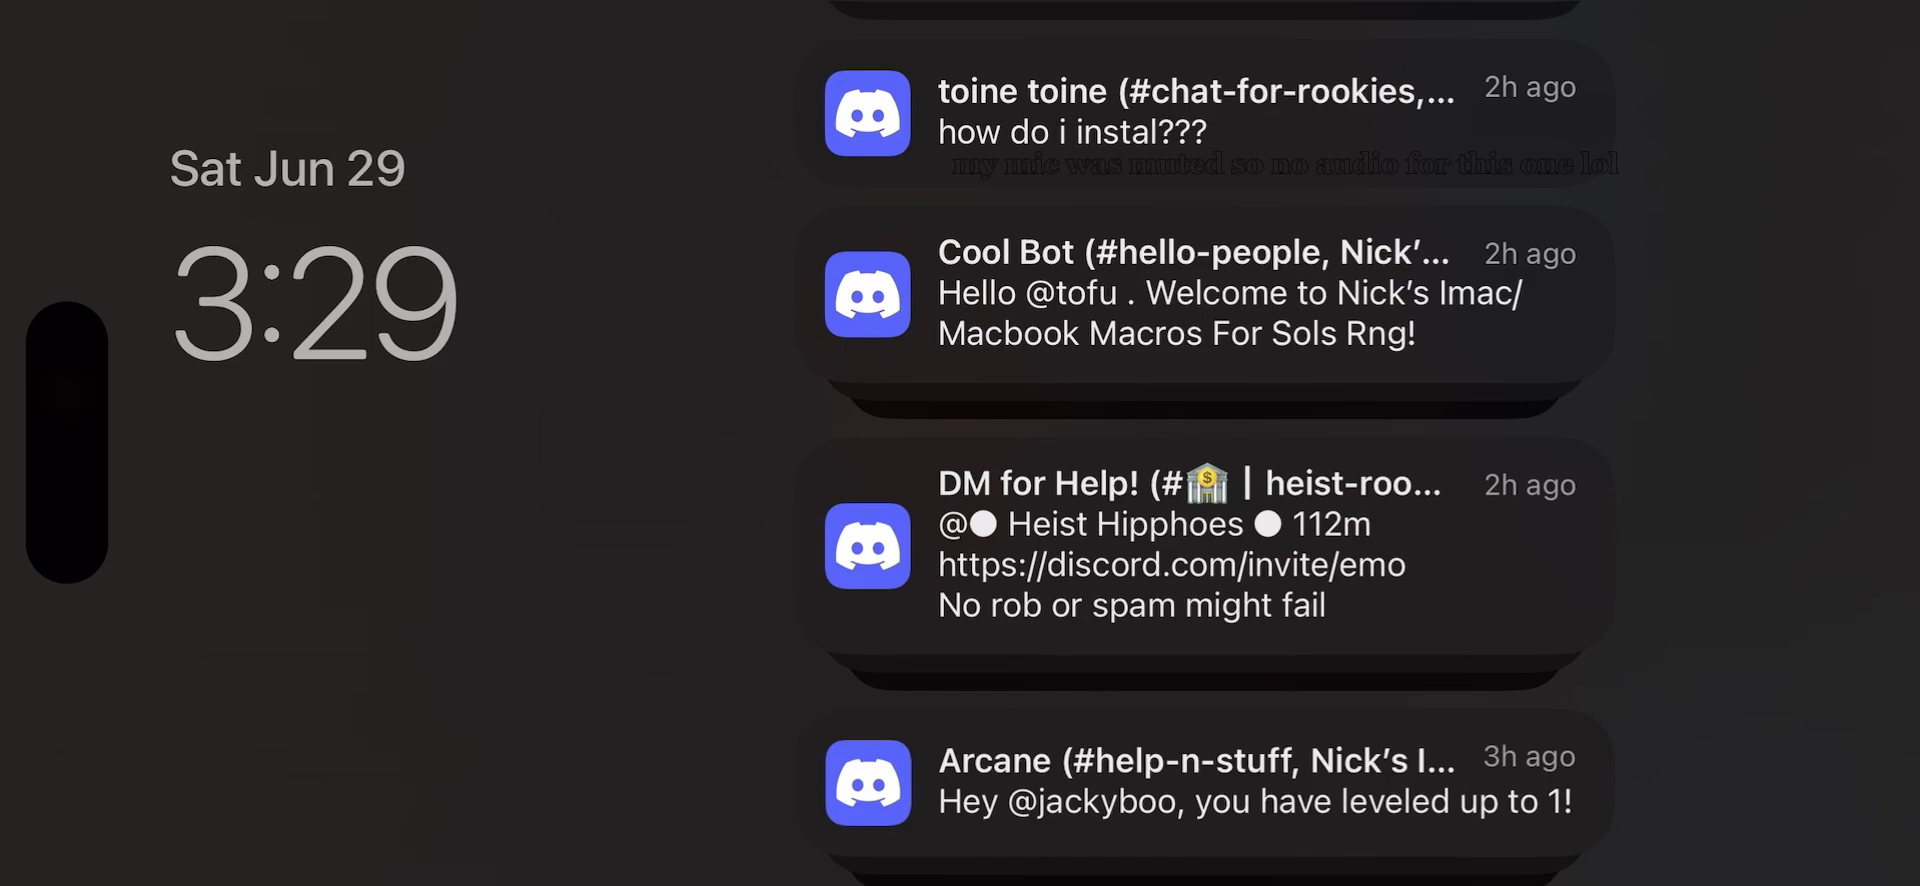 Sat Jun 29
3:29
toine toine (#chat-for-rookies,... 2h ago
how do i instal???
my mic was muted so no audio for this one lol
Cool Bot (#hello-people, Nick’... 2h ago
Hello @tofu . Welcome to Nick’s Imac/
Macbook Macros For Sols Rng!
DM for Help! (#🏦 | heist-roo... 2h ago
@⚪ Heist Hipphoes ⚪ 112m
https://discord.com/invite/emo
No rob or spam might fail
Arcane (#help-n-stuff, Nick’s I... 3h ago
Hey @jackyboo, you have leveled up to 1!